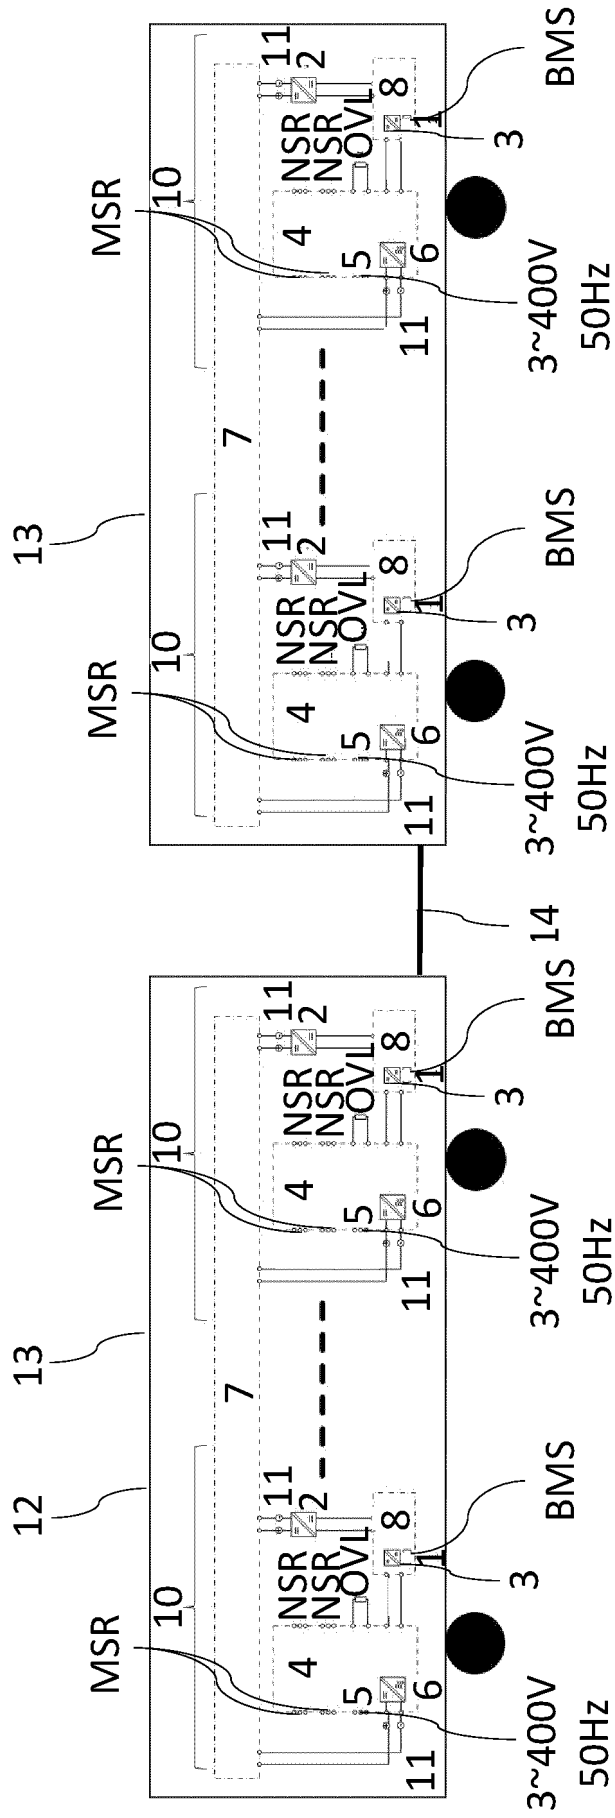 12 13 13
MSR MSR MSR MSR
10 10 10 10
7 7
11 11 11 11
4 NSR 2 4 NSR 2 4 NSR 2 4 NSR 2
NSR NSR NSR NSR
5 OVL 5 OVL 5 OVL 5 OVL
8 8 8 8
11 6 1 11 6 1 11 6 1 11 6 1
3 3 3 3
3~400V BMS 3~400V BMS 14 3~400V BMS 3~400V BMS
50Hz 50Hz 50Hz 50Hz